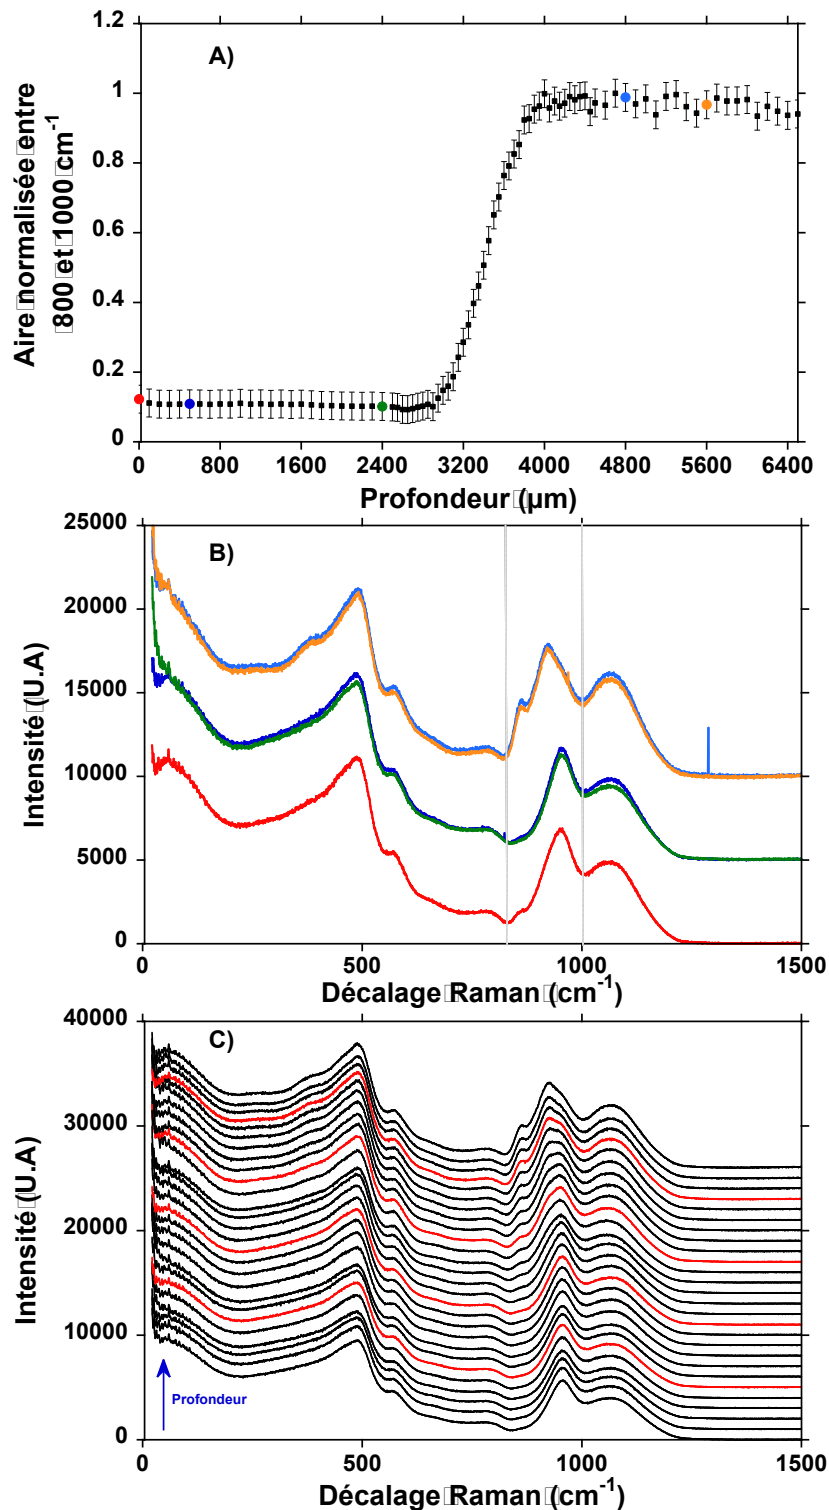 1.2
A)
1
0.8
0.6
0.4
0.2
0
Aire normalisée entre
800 et 1000 cm-1
0 800 1600 2400 3200 4000 4800 5600 6400
Profondeur (µm)
25000
B)
20000
15000
10000
5000
0
Intensité (U.A)
0 500 1000 1500
Décalage Raman (cm-1)
40000
C)
30000
20000
10000
0
Intensité (U.A)
Profondeur
0 500 1000 1500
Décalage Raman (cm-1)